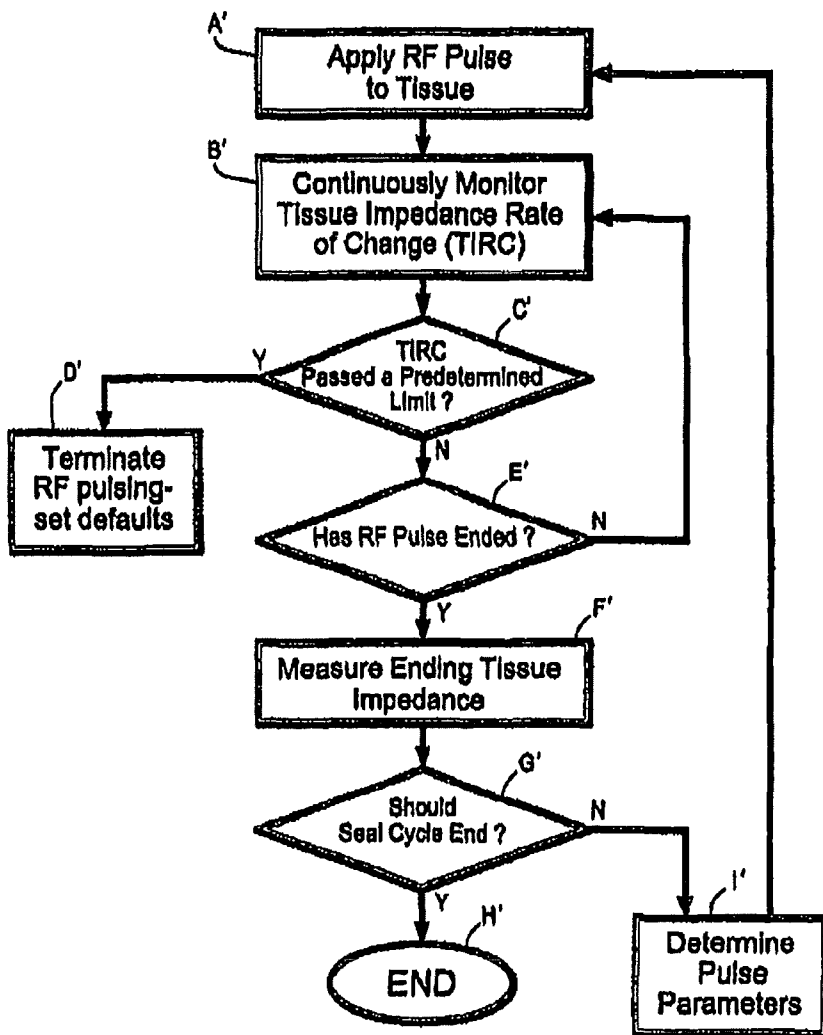 A'
Apply RF Pulse
to Tissue
B'
Continuously Monitor
Tissue Impedance Rate
of Change (TIRC)
C'
Y
TIRC
Passed a Predetermined
Limit ?
N
D'
Terminate
RF pulsing-
set defaults
E'
Has RF Pulse Ended ?
N
Y
F'
Measure Ending Tissue
Impedance
G'
Should
Seal Cycle End ?
N
Y
H'
END
I'
Determine
Pulse
Parameters